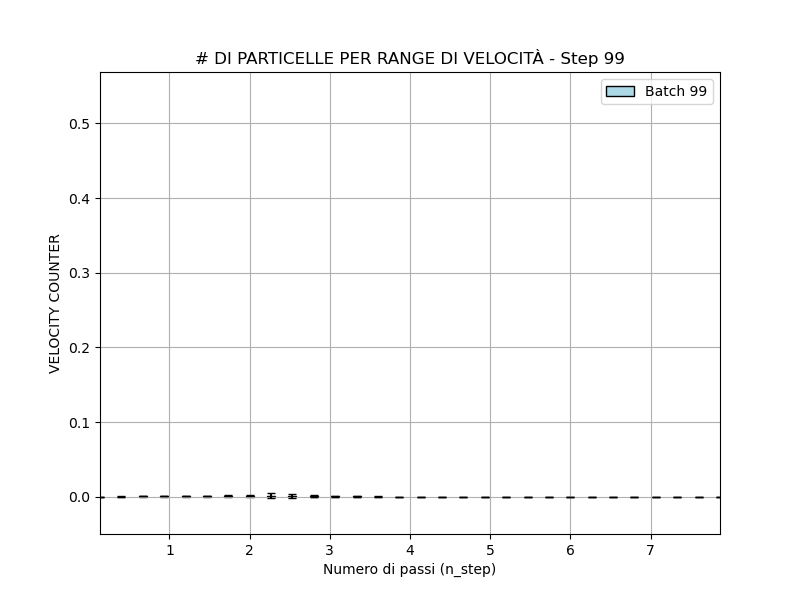 # DI PARTICELLE PER RANGE DI VELOCITÀ - Step 99
Batch 99
VELOCITY COUNTER
0.5
0.4
0.3
0.2
0.1
0.0
1 2 3 4 5 6 7
Numero di passi (n_step)